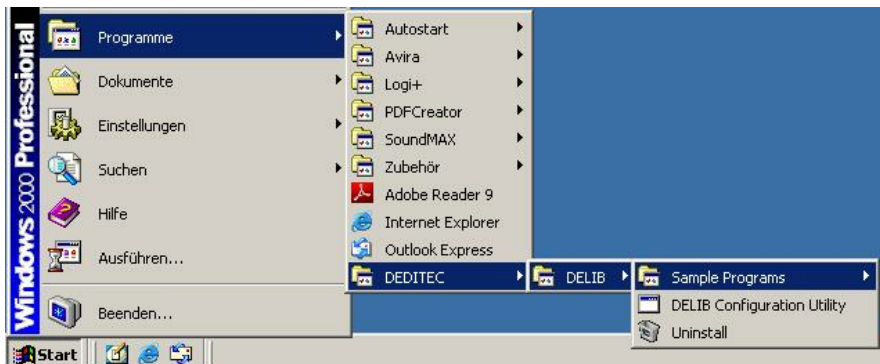 Windows 2000 Professional
Programme
Dokumente
Einstellungen
Suchen
Hilfe
Ausführen...
Beenden...
Autostart
Avira
Logi+
PDFCreator
SoundMAX
Zubehör
Adobe Reader 9
Internet Explorer
Outlook Express
DEDITEC
DELIB
Sample Programs
DELIB Configuration Utility
Uninstall
Start